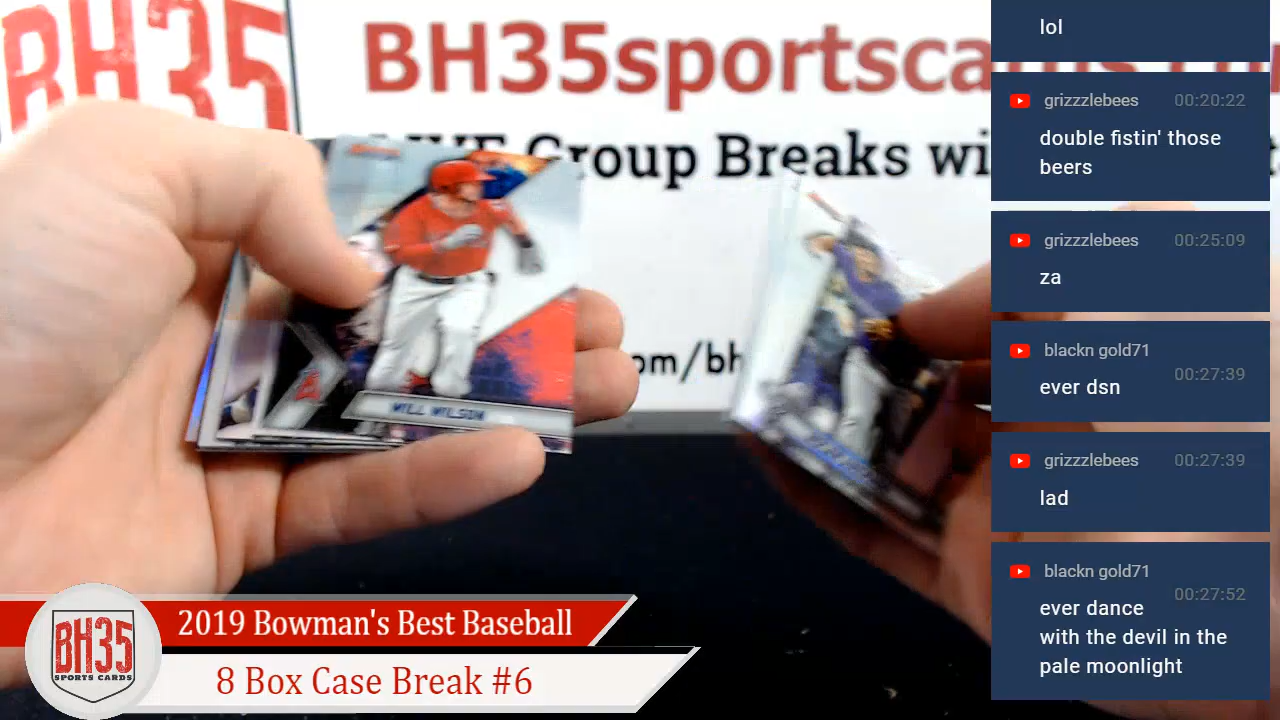 BH35
BH35sportsca
Group Breaks wi
om/bh
WILL WILSON
lol
grizzzlebees 00:20:22
double fistin' those
beers
grizzzlebees 00:25:09
za
blackn gold71
00:27:39
ever dsn
grizzzlebees 00:27:39
lad
blackn gold71
00:27:52
ever dance
with the devil in the
pale moonlight
BH35
SPORTS CARDS
2019 Bowman's Best Baseball
8 Box Case Break #6